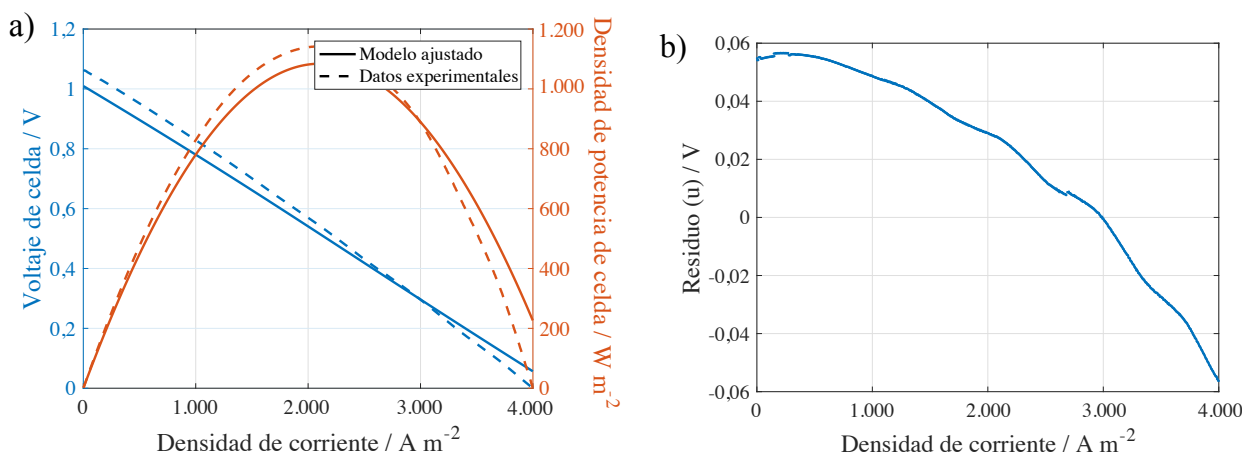 a)
1,2
1
0,8
0,6
0,4
0,2
0
Voltaje de celda / V
1.200
1.000
800
600
400
200
0
Densidad de potencia de celda / W m-2
Modelo ajustado
Datos experimentales
0 1.000 2.000 3.000 4.000
Densidad de corriente / A m-2
b)
0,06
0,04
0,02
0
-0,02
-0,04
-0,06
Residuo (u) / V
0 1.000 2.000 3.000 4.000
Densidad de corriente / A m-2